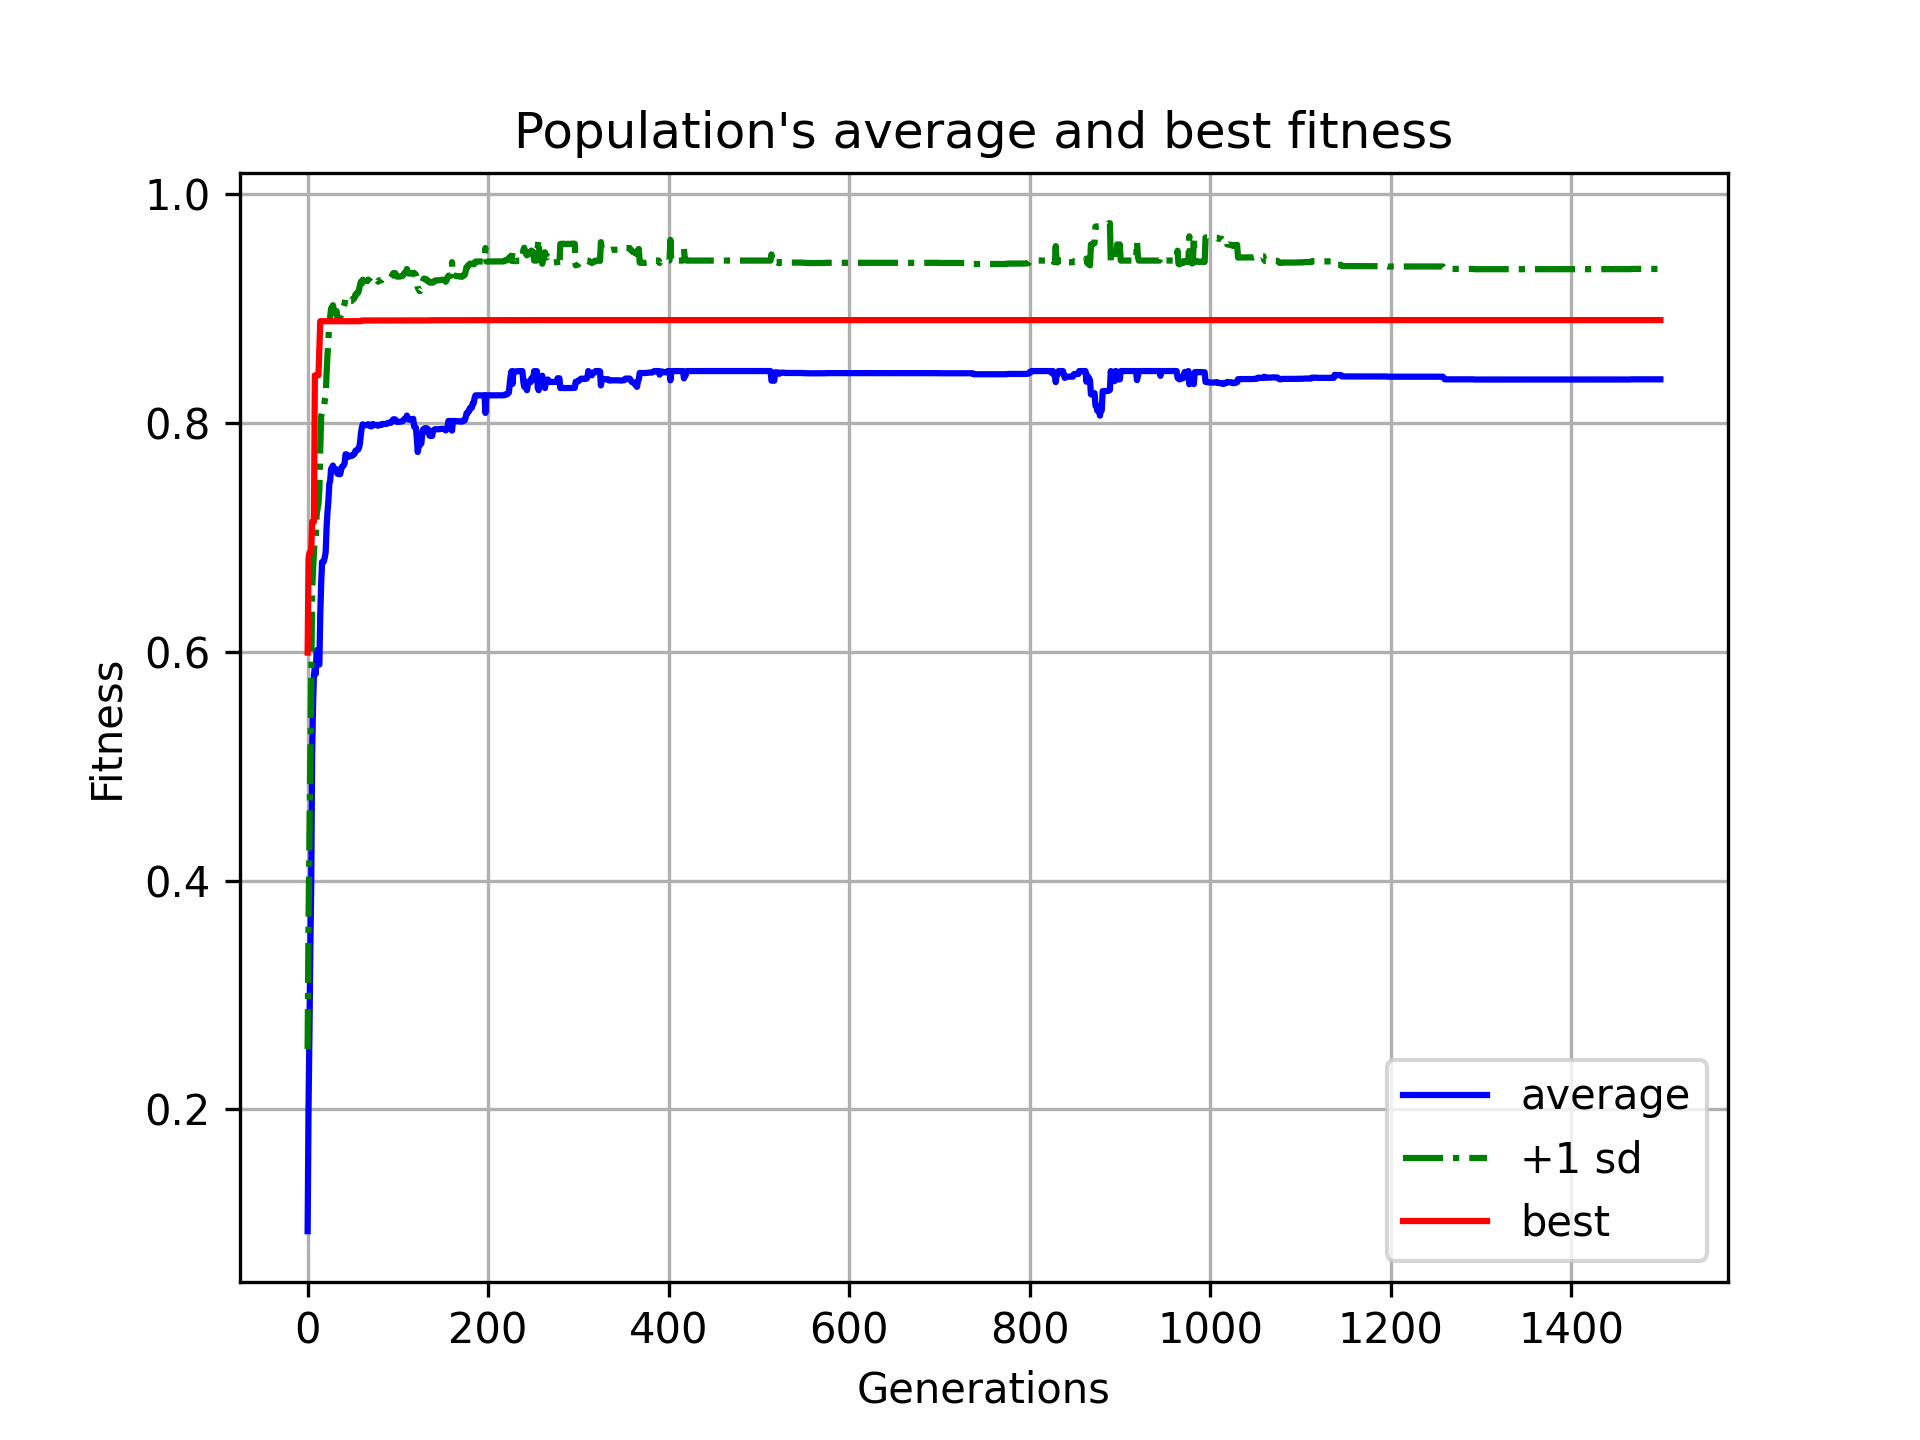 Population's average and best fitness
1.0
0.8
0.6
0.4
0.2
Fitness
0 200 400 600 800 1000 1200 1400
Generations
average
+1 sd
best